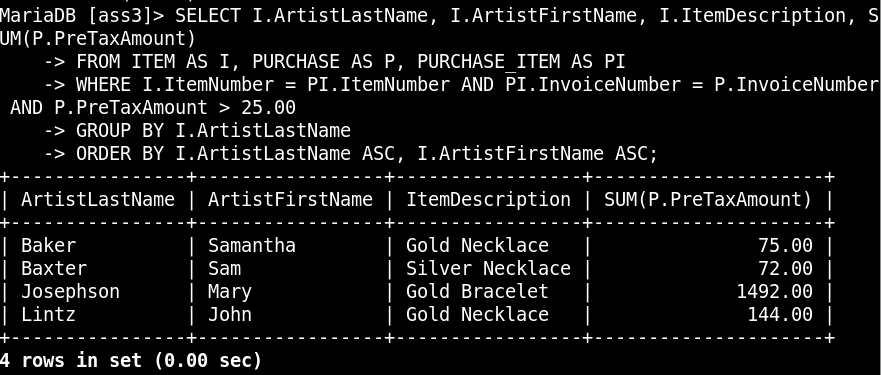 MariaDB [ass3]> SELECT I.ArtistLastName, I.ArtistFirstName, I.ItemDescription, S
UM(P.PreTaxAmount)
    -> FROM ITEM AS I, PURCHASE AS P, PURCHASE_ITEM AS PI
    -> WHERE I.ItemNumber = PI.ItemNumber AND PI.InvoiceNumber = P.InvoiceNumber
 AND P.PreTaxAmount > 25.00
    -> GROUP BY I.ArtistLastName
    -> ORDER BY I.ArtistLastName ASC, I.ArtistFirstName ASC;
+----------------+-----------------+-----------------+---------------------+
| ArtistLastName | ArtistFirstName | ItemDescription | SUM(P.PreTaxAmount) |
+----------------+-----------------+-----------------+---------------------+
| Baker          | Samantha        | Gold Necklace   |               75.00 |
| Baxter         | Sam             | Silver Necklace |               72.00 |
| Josephson      | Mary            | Gold Bracelet   |             1492.00 |
| Lintz          | John            | Gold Necklace   |              144.00 |
+----------------+-----------------+-----------------+---------------------+
4 rows in set (0.00 sec)